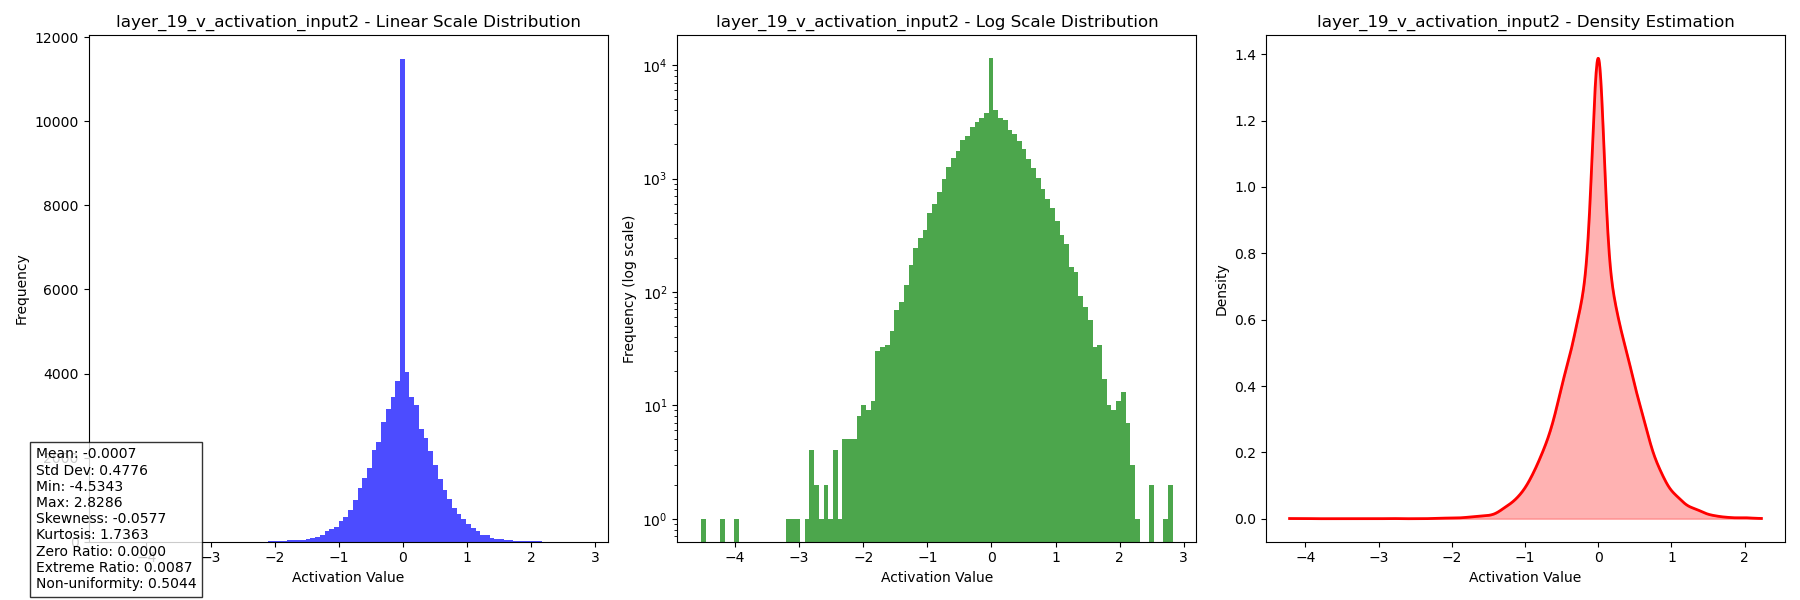 layer_19_v_activation_input2 - Linear Scale Distribution
12000
10000
8000
6000
4000
2000
0
Frequency
−4 −3 −2 −1 0 1 2 3
Activation Value
Mean: -0.0007
Std Dev: 0.4776
Min: -4.5343
Max: 2.8286
Skewness: -0.0577
Kurtosis: 1.7363
Zero Ratio: 0.0000
Extreme Ratio: 0.0087
Non-uniformity: 0.5044
layer_19_v_activation_input2 - Log Scale Distribution
10⁴
10³
10²
10¹
10⁰
Frequency (log scale)
−4 −3 −2 −1 0 1 2 3
Activation Value
layer_19_v_activation_input2 - Density Estimation
1.4
1.2
1.0
0.8
0.6
0.4
0.2
0.0
Density
−4 −3 −2 −1 0 1 2
Activation Value